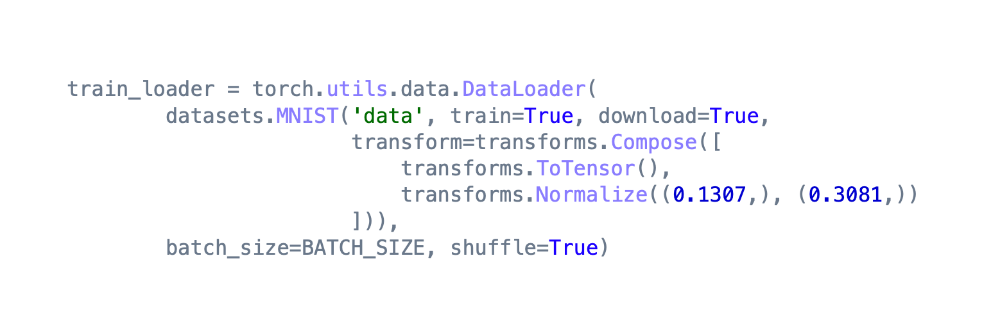 train_loader = torch.utils.data.DataLoader(
        datasets.MNIST('data', train=True, download=True,
                       transform=transforms.Compose([
                           transforms.ToTensor(),
                           transforms.Normalize((0.1307,), (0.3081,))
                       ])),
        batch_size=BATCH_SIZE, shuffle=True)